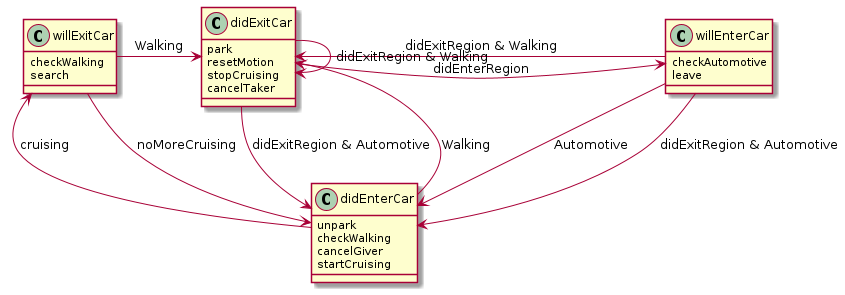 C willExitCar
checkWalking
search
Walking
C didExitCar
park
resetMotion
stopCruising
cancelTaker
didExitRegion & Walking
didExitRegion & Walking
didEnterRegion
C willEnterCar
checkAutomotive
leave
cruising
noMoreCruising
didExitRegion & Automotive
Walking
Automotive
didExitRegion & Automotive
C didEnterCar
unpark
checkWalking
cancelGiver
startCruising